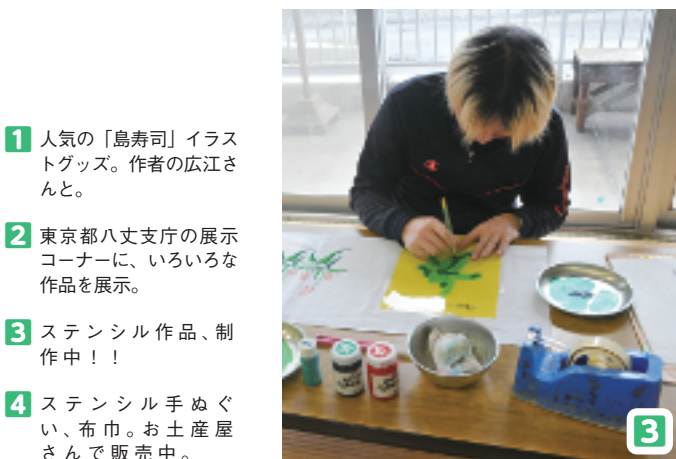 1 人気の「島寿司」イラス
トグッズ。作者の広江さ
んと。
2 東京都八丈支庁の展示
コーナーに、いろいろな
作品を展示。
3 ステンシル作品、制
作中！！
4 ステンシル手ぬぐ
い、布巾。お土産屋
さんで販売中。
3